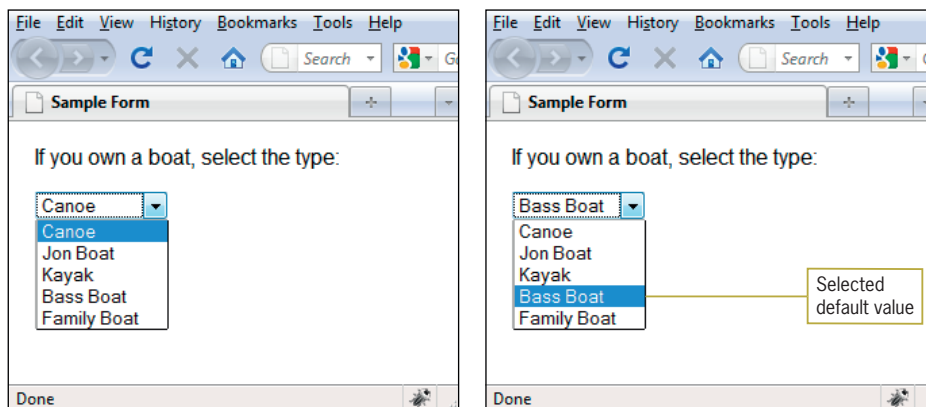 File Edit View History Bookmarks Tools Help
Search
Sample Form
If you own a boat, select the type:
Canoe
Canoe
Jon Boat
Kayak
Bass Boat
Family Boat
Done
File Edit View History Bookmarks Tools Help
Search
Sample Form
If you own a boat, select the type:
Bass Boat
Canoe
Jon Boat
Kayak
Bass Boat
Family Boat
Selected
default value
Done